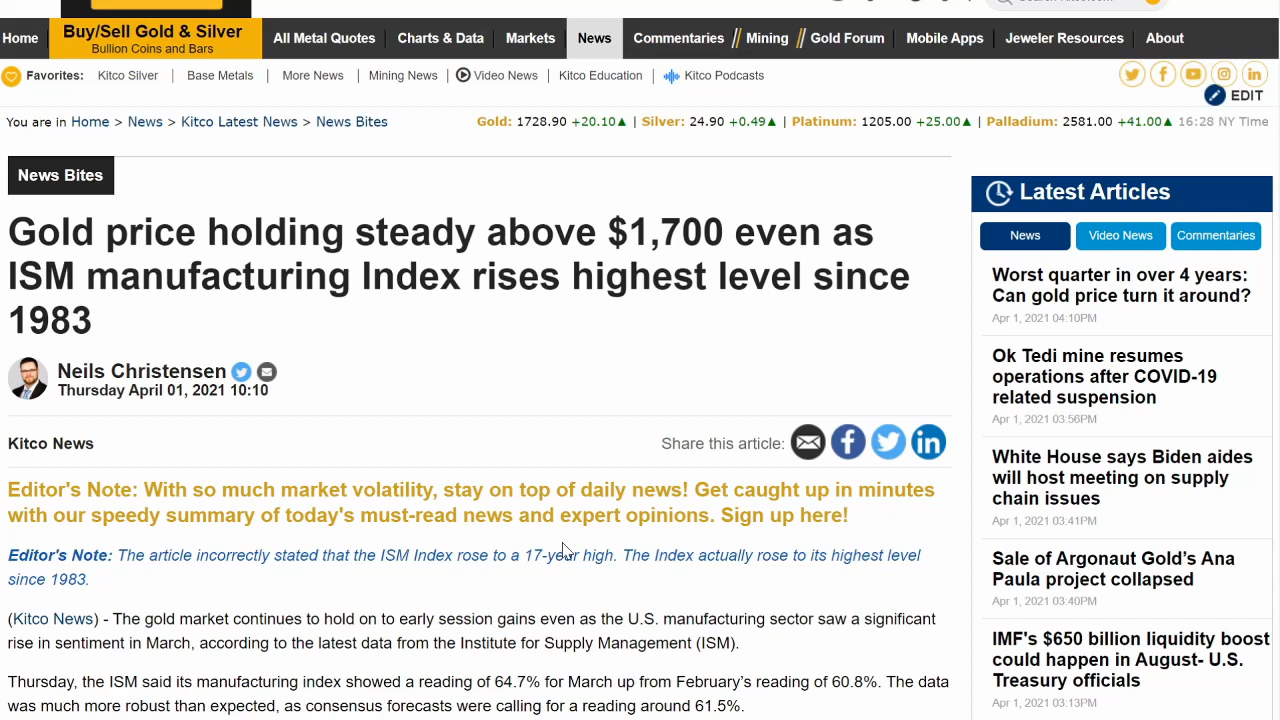 Home
Buy/Sell Gold & Silver
Bullion Coins and Bars
All Metal Quotes
Charts & Data
Markets
News
Commentaries
Mining
Gold Forum
Mobile Apps
Jeweler Resources
About
Favorites:
Kitco Silver
Base Metals
More News
Mining News
Video News
Kitco Education
Kitco Podcasts
EDIT
You are in Home > News > Kitco Latest News > News Bites
Gold: 1728.90 +20.10▲ | Silver: 24.90 +0.49▲ | Platinum: 1205.00 +25.00▲ | Palladium: 2581.00 +41.00▲ 16:28 NY Time
News Bites
Gold price holding steady above $1,700 even as
ISM manufacturing Index rises highest level since
1983
Neils Christensen
Thursday April 01, 2021 10:10
Kitco News
Share this article:
Editor's Note: With so much market volatility, stay on top of daily news! Get caught up in minutes
with our speedy summary of today's must-read news and expert opinions. Sign up here!
Editor's Note: The article incorrectly stated that the ISM Index rose to a 17-year high. The Index actually rose to its highest level
since 1983.
(Kitco News) - The gold market continues to hold on to early session gains even as the U.S. manufacturing sector saw a significant
rise in sentiment in March, according to the latest data from the Institute for Supply Management (ISM).
Thursday, the ISM said its manufacturing index showed a reading of 64.7% for March up from February's reading of 60.8%. The data
was much more robust than expected, as consensus forecasts were calling for a reading around 61.5%.
Latest Articles
News
Video News
Commentaries
Worst quarter in over 4 years:
Can gold price turn it around?
Apr 1, 2021 04:10PM
Ok Tedi mine resumes
operations after COVID-19
related suspension
Apr 1, 2021 03:56PM
White House says Biden aides
will host meeting on supply
chain issues
Apr 1, 2021 03:41PM
Sale of Argonaut Gold's Ana
Paula project collapsed
Apr 1, 2021 03:40PM
IMF's $650 billion liquidity boost
could happen in August- U.S.
Treasury officials
Apr 1, 2021 03:13PM